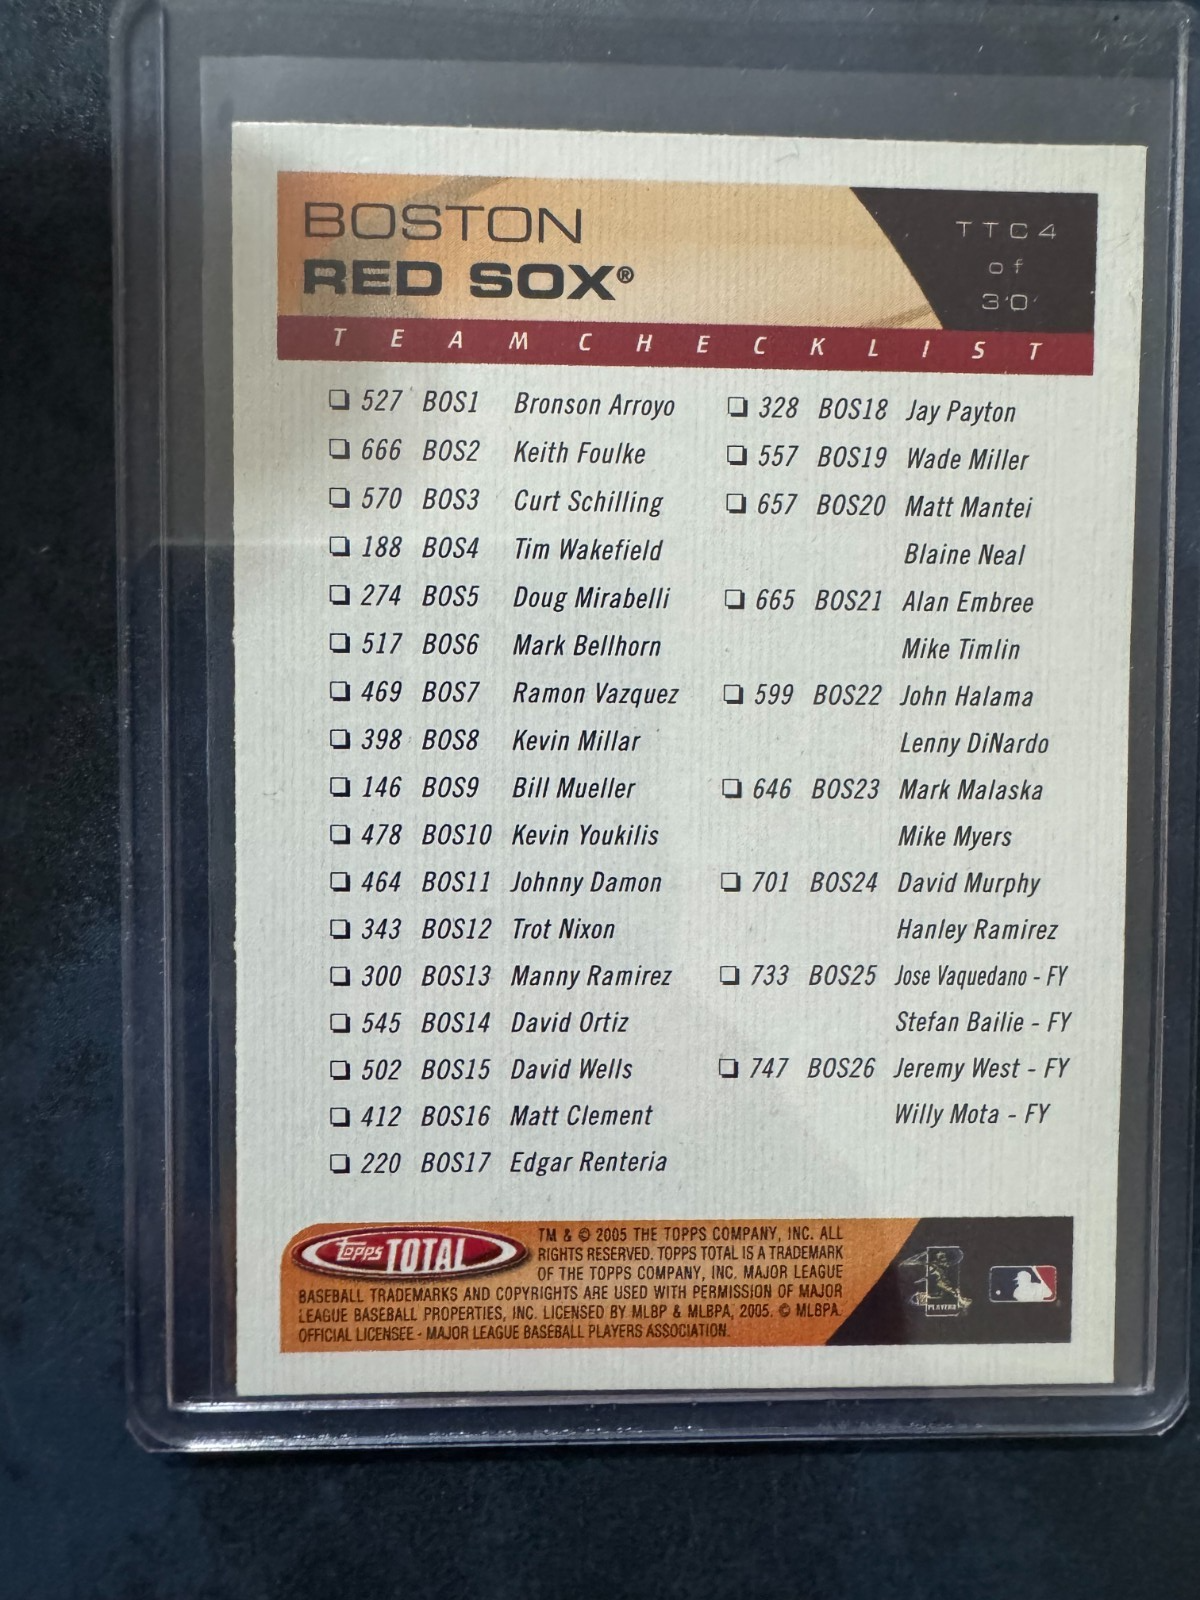 BOSTON
RED SOX®
TTC4
of
30
TEAM CHECKLIST
527 BOS1 Bronson Arroyo
666 BOS2 Keith Foulke
570 BOS3 Curt Schilling
188 BOS4 Tim Wakefield
274 BOS5 Doug Mirabelli
517 BOS6 Mark Bellhorn
469 BOS7 Ramon Vazquez
398 BOS8 Kevin Millar
146 BOS9 Bill Mueller
478 BOS10 Kevin Youkilis
464 BOS11 Johnny Damon
343 BOS12 Trot Nixon
300 BOS13 Manny Ramirez
545 BOS14 David Ortiz
502 BOS15 David Wells
412 BOS16 Matt Clement
220 BOS17 Edgar Renteria
328 BOS18 Jay Payton
557 BOS19 Wade Miller
657 BOS20 Matt Mantei
Blaine Neal
665 BOS21 Alan Embree
Mike Timlin
599 BOS22 John Halama
Lenny DiNardo
646 BOS23 Mark Malaska
Mike Myers
701 BOS24 David Murphy
Hanley Ramirez
733 BOS25 Jose Vaquedano - FY
Stefan Bailie - FY
747 BOS26 Jeremy West - FY
Willy Mota - FY
Topps TOTAL
TM & © 2005 THE TOPPS COMPANY, INC. ALL
RIGHTS RESERVED. TOPPS TOTAL IS A TRADEMARK
OF THE TOPPS COMPANY, INC. MAJOR LEAGUE
BASEBALL TRADEMARKS AND COPYRIGHTS ARE USED WITH PERMISSION OF MAJOR
LEAGUE BASEBALL PROPERTIES, INC. LICENSED BY MLBP & MLBPA, 2005. © MLBPA.
OFFICIAL LICENSEE - MAJOR LEAGUE BASEBALL PLAYERS ASSOCIATION.
PLAYERS